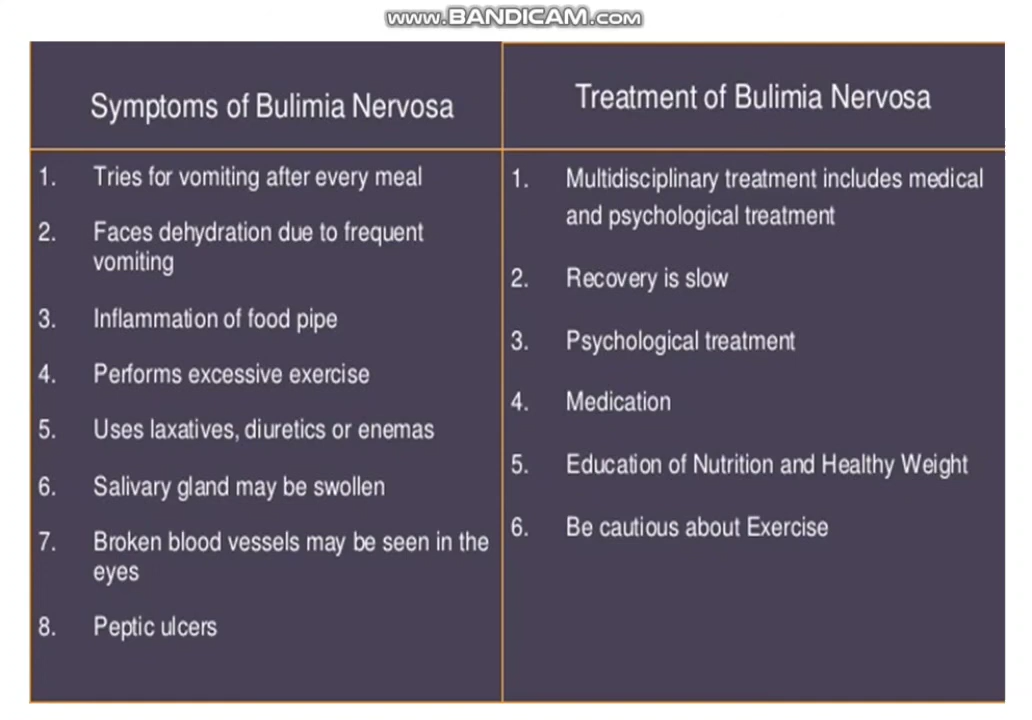 www.BANDICAM.com
Symptoms of Bulimia Nervosa
1. Tries for vomiting after every meal
2. Faces dehydration due to frequent
vomiting
3. Inflammation of food pipe
4. Performs excessive exercise
5. Uses laxatives, diuretics or enemas
6. Salivary gland may be swollen
7. Broken blood vessels may be seen in the
eyes
8. Peptic ulcers
Treatment of Bulimia Nervosa
1. Multidisciplinary treatment includes medical
and psychological treatment
2. Recovery is slow
3. Psychological treatment
4. Medication
5. Education of Nutrition and Healthy Weight
6. Be cautious about Exercise